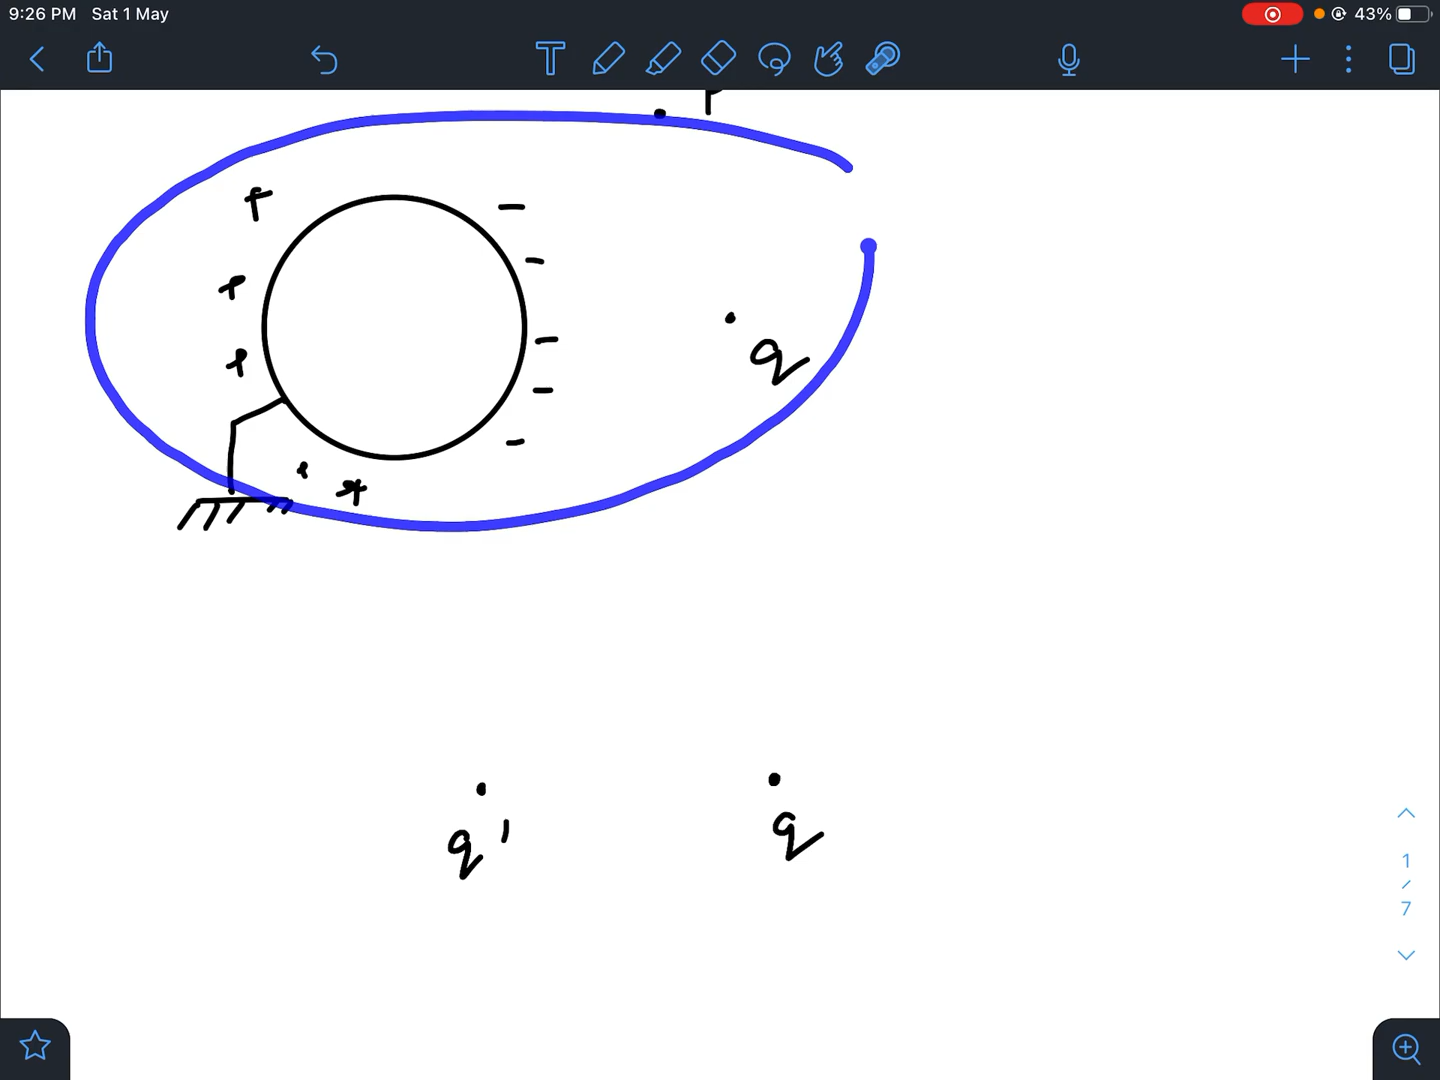 9:26 PM Sat 1 May
43%
T
P
+ -
+ -
+ -
-
-
+
q
1
/
7
q' q